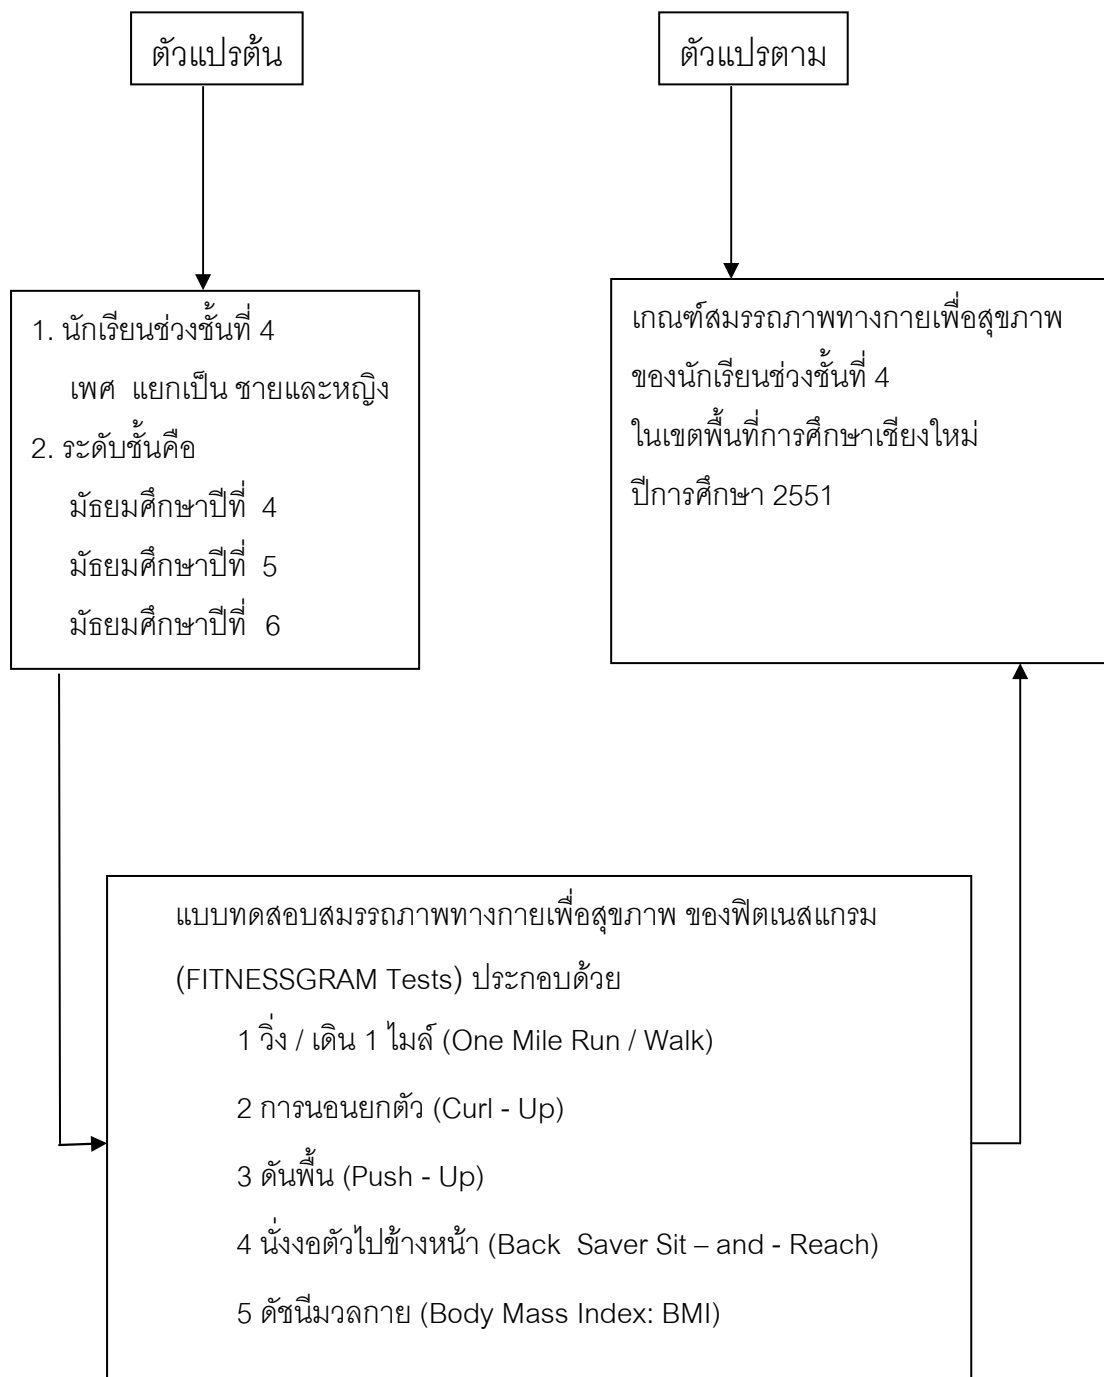 ตัวแปรต้น
ตัวแปรตาม
1. นักเรียนช่วงชั้นที่ 4
เพศ แยกเป็น ชายและหญิง
2. ระดับชั้นคือ
มัธยมศึกษาปีที่ 4
มัธยมศึกษาปีที่ 5
มัธยมศึกษาปีที่ 6
เกณฑ์สมรรถภาพทางกายเพื่อสุขภาพ
ของนักเรียนช่วงชั้นที่ 4
ในเขตพื้นที่การศึกษาเชียงใหม่
ปีการศึกษา 2551
แบบทดสอบสมรรถภาพทางกายเพื่อสุขภาพ ของฟิตเนสแกรม
(FITNESSGRAM Tests) ประกอบด้วย
1 วิ่ง / เดิน 1 ไมล์ (One Mile Run / Walk)
2 การนอนยกตัว (Curl - Up)
3 ดันพื้น (Push - Up)
4 นั่งงอตัวไปข้างหน้า (Back Saver Sit – and - Reach)
5 ดัชนีมวลกาย (Body Mass Index: BMI)